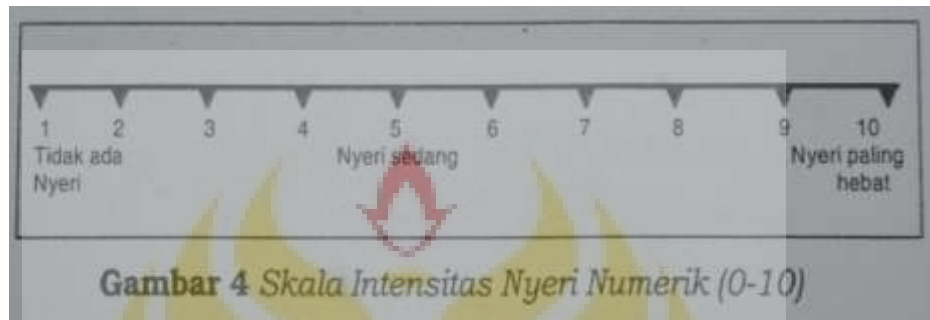 1 2 3 4 5 6 7 8 9 10
Tidak ada Nyeri sedang Nyeri paling
Nyeri hebat
Gambar 4 Skala Intensitas Nyeri Numerik (0-10)